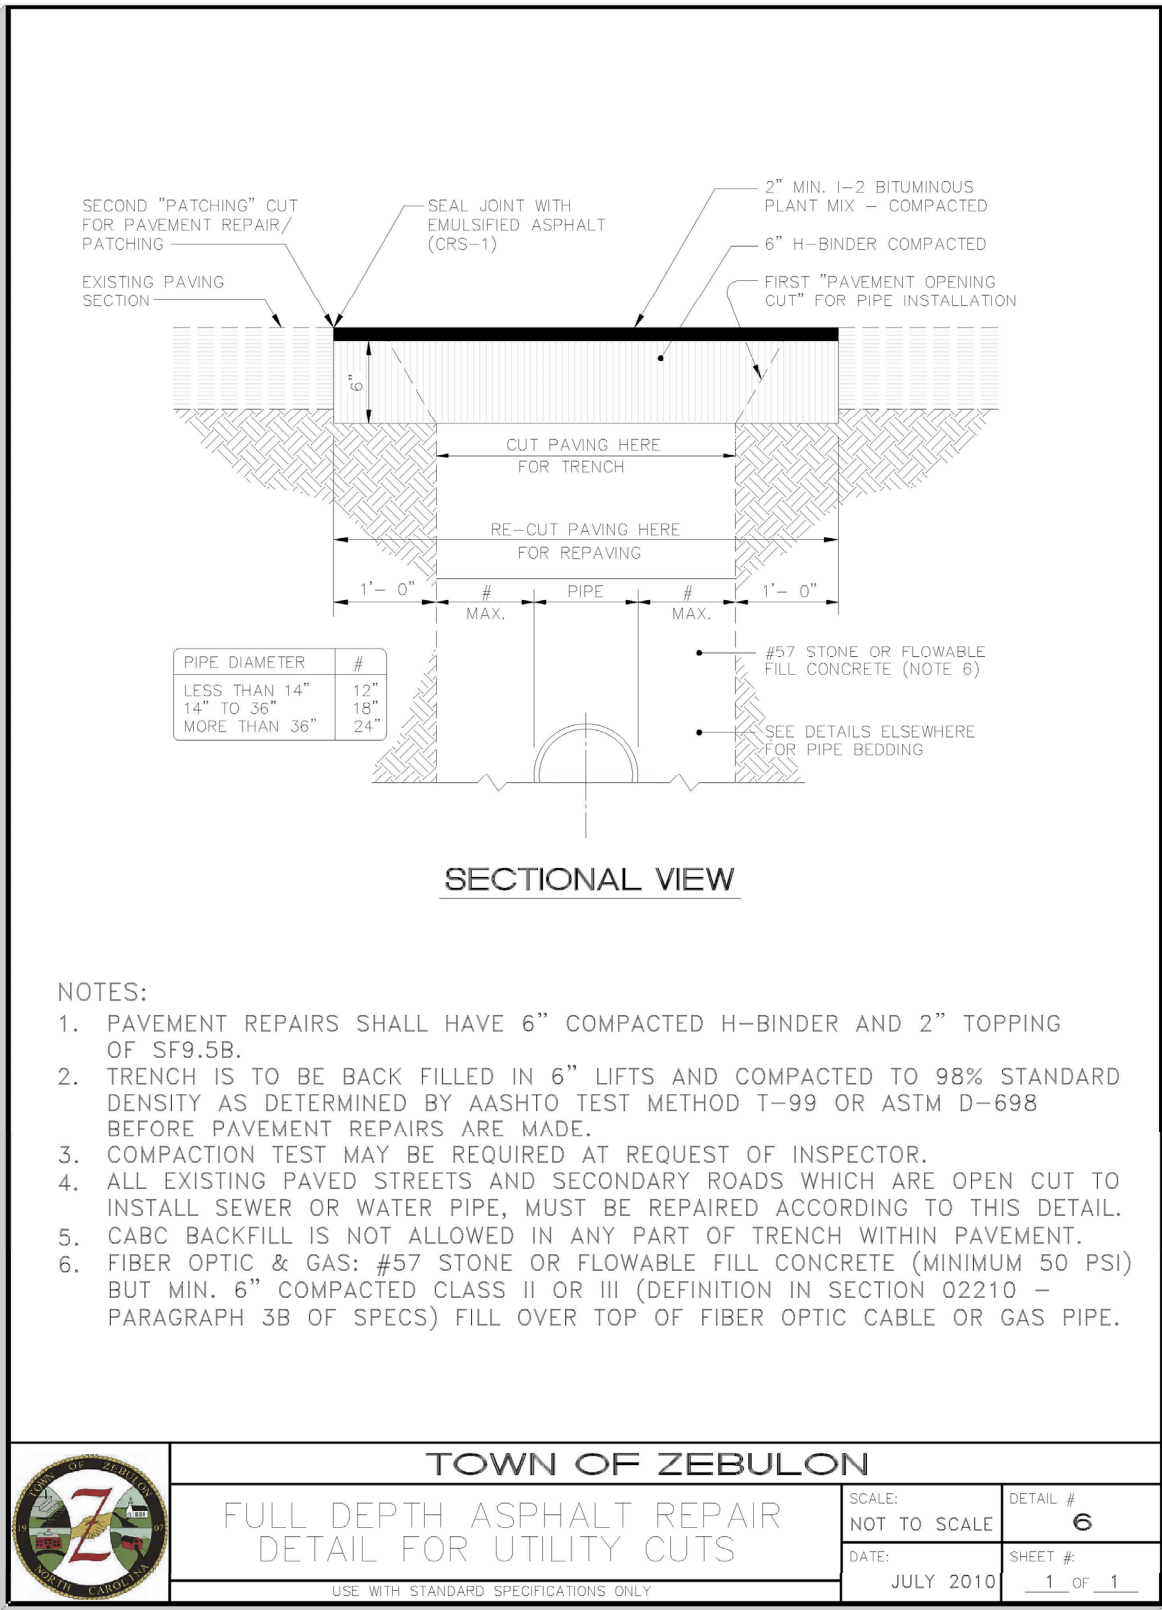 SECOND "PATCHING" CUT
FOR PAVEMENT REPAIR/
PATCHING
EXISTING PAVING
SECTION
SEAL JOINT WITH
EMULSIFIED ASPHALT
(CRS-1)
2" MIN. I-2 BITUMINOUS
PLANT MIX - COMPACTED
6" H-BINDER COMPACTED
FIRST "PAVEMENT OPENING
CUT" FOR PIPE INSTALLATION
6"
CUT PAVING HERE
FOR TRENCH
RE-CUT PAVING HERE
FOR REPAVING
1'- 0" # PIPE # 1'- 0"
MAX. MAX.
PIPE DIAMETER #
LESS THAN 14" 12"
14" TO 36" 18"
MORE THAN 36" 24"
#57 STONE OR FLOWABLE
FILL CONCRETE (NOTE 6)
SEE DETAILS ELSEWHERE
FOR PIPE BEDDING
SECTIONAL VIEW
NOTES:
1. PAVEMENT REPAIRS SHALL HAVE 6" COMPACTED H-BINDER AND 2" TOPPING
OF SF9.5B.
2. TRENCH IS TO BE BACK FILLED IN 6" LIFTS AND COMPACTED TO 98% STANDARD
DENSITY AS DETERMINED BY AASHTO TEST METHOD T-99 OR ASTM D-698
BEFORE PAVEMENT REPAIRS ARE MADE.
3. COMPACTION TEST MAY BE REQUIRED AT REQUEST OF INSPECTOR.
4. ALL EXISTING PAVED STREETS AND SECONDARY ROADS WHICH ARE OPEN CUT TO
INSTALL SEWER OR WATER PIPE, MUST BE REPAIRED ACCORDING TO THIS DETAIL.
5. CABC BACKFILL IS NOT ALLOWED IN ANY PART OF TRENCH WITHIN PAVEMENT.
6. FIBER OPTIC & GAS: #57 STONE OR FLOWABLE FILL CONCRETE (MINIMUM 50 PSI)
BUT MIN. 6" COMPACTED CLASS II OR III (DEFINITION IN SECTION 02210 -
PARAGRAPH 3B OF SPECS) FILL OVER TOP OF FIBER OPTIC CABLE OR GAS PIPE.
TOWN OF ZEBULON
19 Z 07
NORTH CAROLINA
TOWN OF ZEBULON
FULL DEPTH ASPHALT REPAIR
DETAIL FOR UTILITY CUTS
USE WITH STANDARD SPECIFICATIONS ONLY
SCALE:
NOT TO SCALE
DETAIL #
6
DATE:
JULY 2010
SHEET #:
1 OF 1